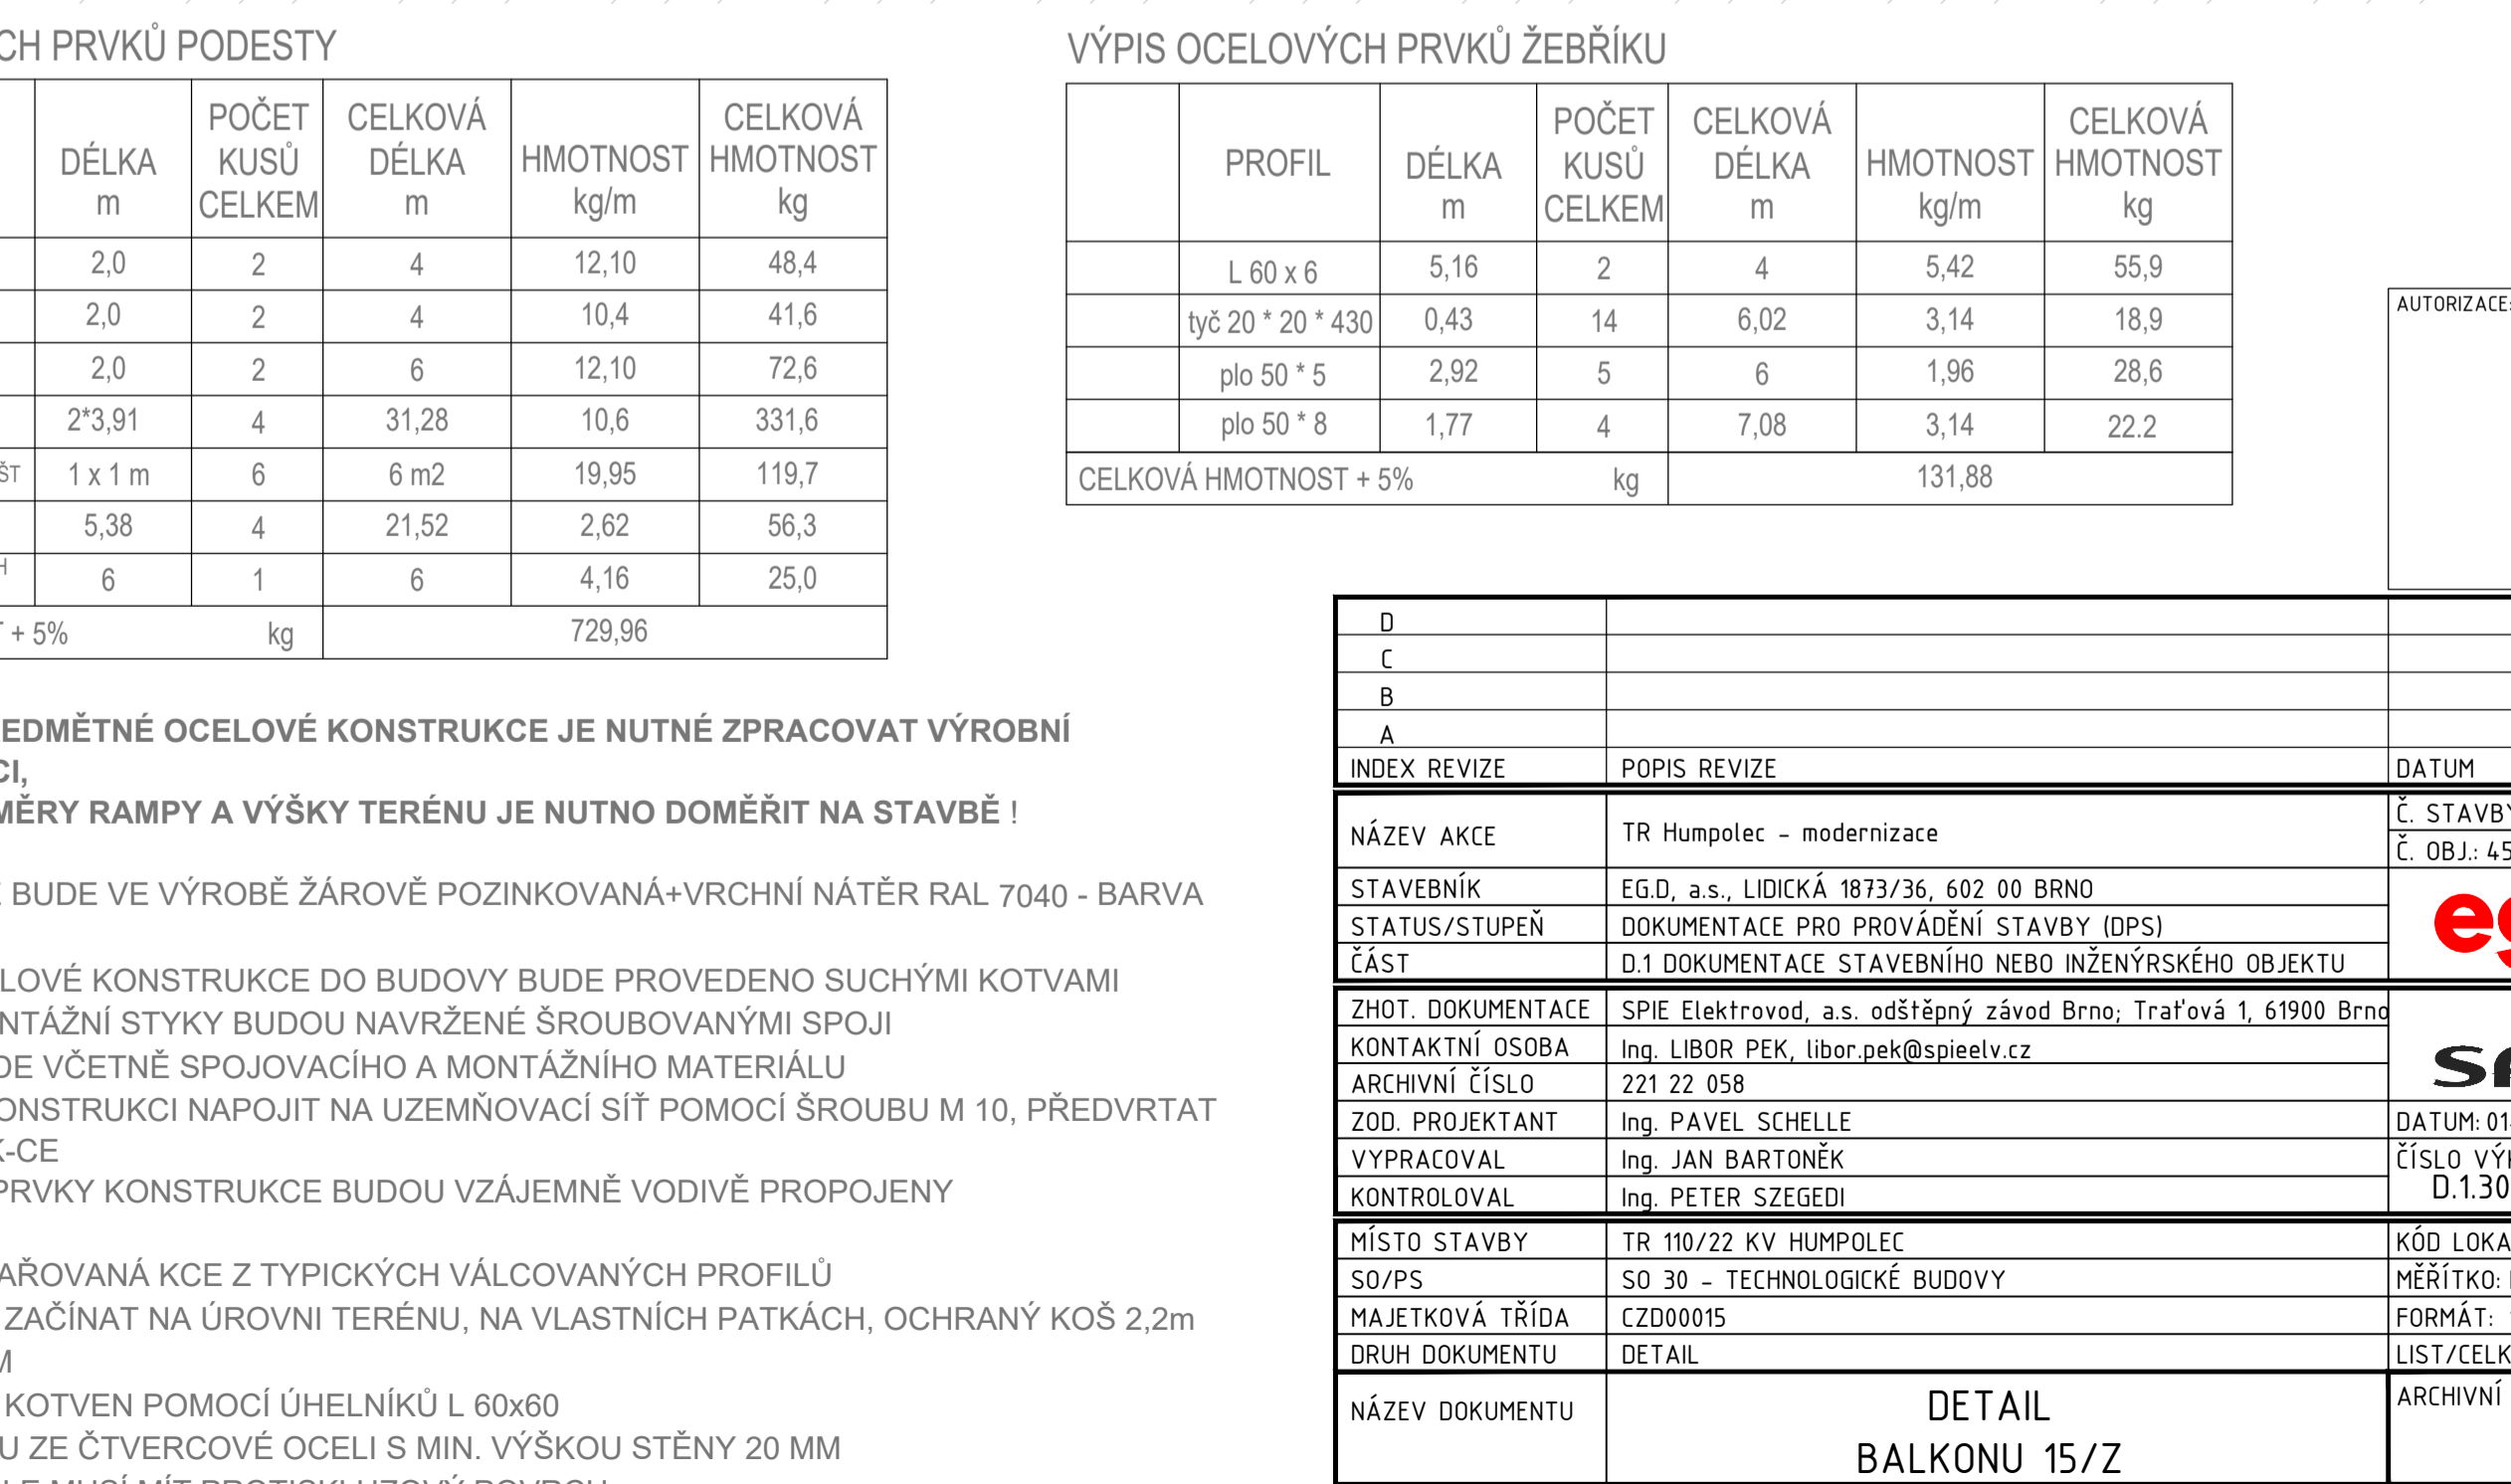 CH PRVKŮ PODESTY
DÉLKA m POČET KUSŮ CELKEM CELKOVÁ DÉLKA m HMOTNOST kg/m CELKOVÁ HMOTNOST kg
2,0 2 4 12,10 48,4
2,0 2 4 10,4 41,6
2,0 2 6 12,10 72,6
2*3,91 4 31,28 10,6 331,6
ŠT 1 x 1 m 6 6 m2 19,95 119,7
5,38 4 21,52 2,62 56,3
H 6 1 6 4,16 25,0
T + 5% kg 729,96
VÝPIS OCELOVÝCH PRVKŮ ŽEBŘÍKU
PROFIL DÉLKA m POČET KUSŮ CELKEM CELKOVÁ DÉLKA m HMOTNOST kg/m CELKOVÁ HMOTNOST kg
L 60 x 6 5,16 2 4 5,42 55,9
tyč 20 * 20 * 430 0,43 14 6,02 3,14 18,9
plo 50 * 5 2,92 5 6 1,96 28,6
plo 50 * 8 1,77 4 7,08 3,14 22.2
CELKOVÁ HMOTNOST + 5% kg 131,88
EDMĚTNÉ OCELOVÉ KONSTRUKCE JE NUTNÉ ZPRACOVAT VÝROBNÍ
CI,
MĚRY RAMPY A VÝŠKY TERÉNU JE NUTNO DOMĚŘIT NA STAVBĚ !
E BUDE VE VÝROBĚ ŽÁROVĚ POZINKOVANÁ+VRCHNÍ NÁTĚR RAL 7040 - BARVA
LOVÉ KONSTRUKCE DO BUDOVY BUDE PROVEDENO SUCHÝMI KOTVAMI
NTÁŽNÍ STYKY BUDOU NAVRŽENÉ ŠROUBOVANÝMI SPOJI
DE VČETNĚ SPOJOVACÍHO A MONTÁŽNÍHO MATERIÁLU
ONSTRUKCI NAPOJIT NA UZEMŇOVACÍ SÍŤ POMOCÍ ŠROUBU M 10, PŘEDVRTAT
K-CE
PRVKY KONSTRUKCE BUDOU VZÁJEMNĚ VODIVĚ PROPOJENY
AŘOVANÁ KCE Z TYPICKÝCH VÁLCOVANÝCH PROFILŮ
ZAČÍNAT NA ÚROVNI TERÉNU, NA VLASTNÍCH PATKÁCH, OCHRANÝ KOŠ 2,2m
M
KOTVEN POMOCÍ ÚHELNÍKŮ L 60x60
U ZE ČTVERCOVÉ OCELI S MIN. VÝŠKOU STĚNY 20 MM
LE MUSÍ MÍT PROTISKLUZOVÝ POVRCH
AUTORIZACE:
D
C
B
A
INDEX REVIZE POPIS REVIZE DATUM
NÁZEV AKCE TR Humpolec – modernizace Č. STAVBY
Č. OBJ.: 45
STAVEBNÍK EG.D, a.s., LIDICKÁ 1873/36, 602 00 BRNO
eg
STATUS/STUPEŇ DOKUMENTACE PRO PROVÁDĚNÍ STAVBY (DPS)
ČÁST D.1 DOKUMENTACE STAVEBNÍHO NEBO INŽENÝRSKÉHO OBJEKTU
ZHOT. DOKUMENTACE SPIE Elektrovod, a.s. odštěpný závod Brno; Traťová 1, 61900 Brno
KONTAKTNÍ OSOBA Ing. LIBOR PEK, libor.pek@spieelv.cz
ARCHIVNÍ ČÍSLO 221 22 058
ZOD. PROJEKTANT Ing. PAVEL SCHELLE DATUM: 01
VYPRACOVAL Ing. JAN BARTONĚK ČÍSLO VÝK
KONTROLOVAL Ing. PETER SZEGEDI D.1.30
MÍSTO STAVBY TR 110/22 KV HUMPOLEC KÓD LOKA
SO/PS SO 30 – TECHNOLOGICKÉ BUDOVY MĚŘÍTKO:
MAJETKOVÁ TŘÍDA CZD00015 FORMÁT:
DRUH DOKUMENTU DETAIL LIST/CELK
NÁZEV DOKUMENTU DETAIL ARCHIVNÍ
BALKONU 15/Z